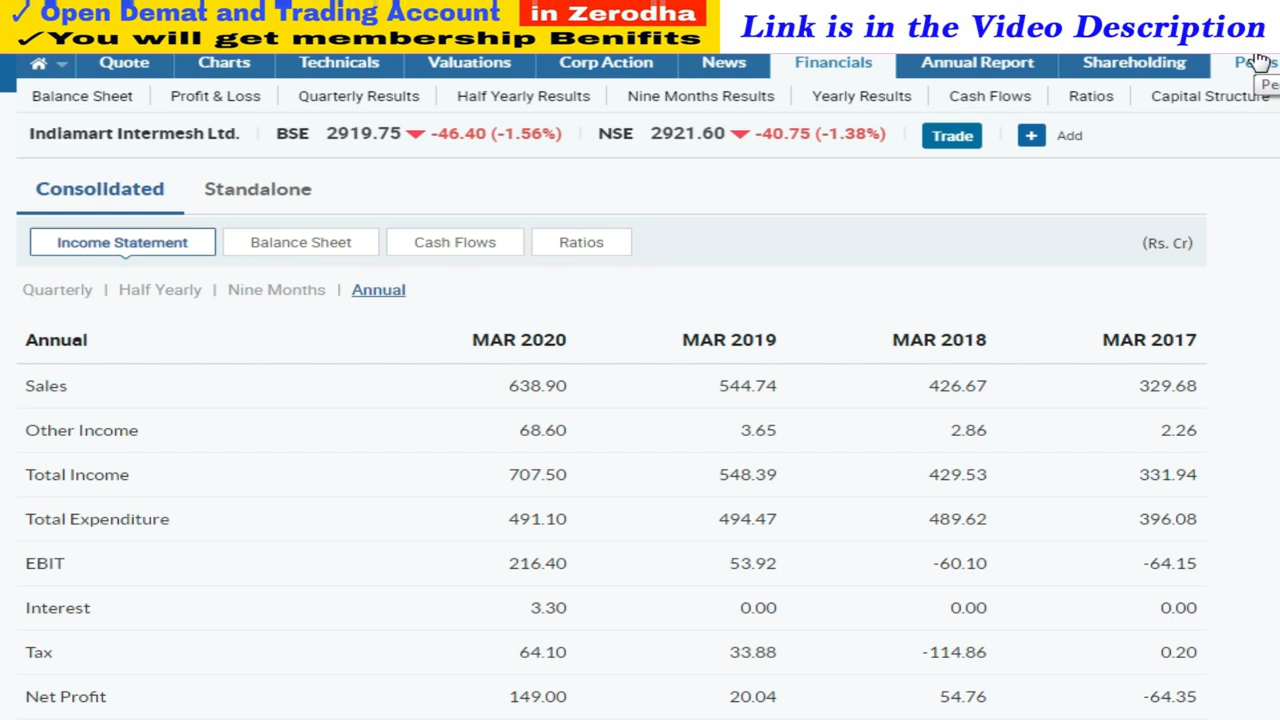 ✓ Open Demat and Trading Account in Zerodha
✓You will get membership Benifits
Link is in the Video Description
Quote Charts Technicals Valuations Corp Action News Financials Annual Report Shareholding
Balance Sheet | Profit & Loss | Quarterly Results | Half Yearly Results | Nine Months Results | Yearly Results | Cash Flows | Ratios | Capital Structure
Indiamart Intermesh Ltd. | BSE 2919.75 -46.40 (-1.56%) | NSE 2921.60 -40.75 (-1.38%) | Trade | + Add
Consolidated Standalone
Income Statement Balance Sheet Cash Flows Ratios (Rs. Cr)
Quarterly | Half Yearly | Nine Months | Annual
Annual MAR 2020 MAR 2019 MAR 2018 MAR 2017
Sales 638.90 544.74 426.67 329.68
Other Income 68.60 3.65 2.86 2.26
Total Income 707.50 548.39 429.53 331.94
Total Expenditure 491.10 494.47 489.62 396.08
EBIT 216.40 53.92 -60.10 -64.15
Interest 3.30 0.00 0.00 0.00
Tax 64.10 33.88 -114.86 0.20
Net Profit 149.00 20.04 54.76 -64.35